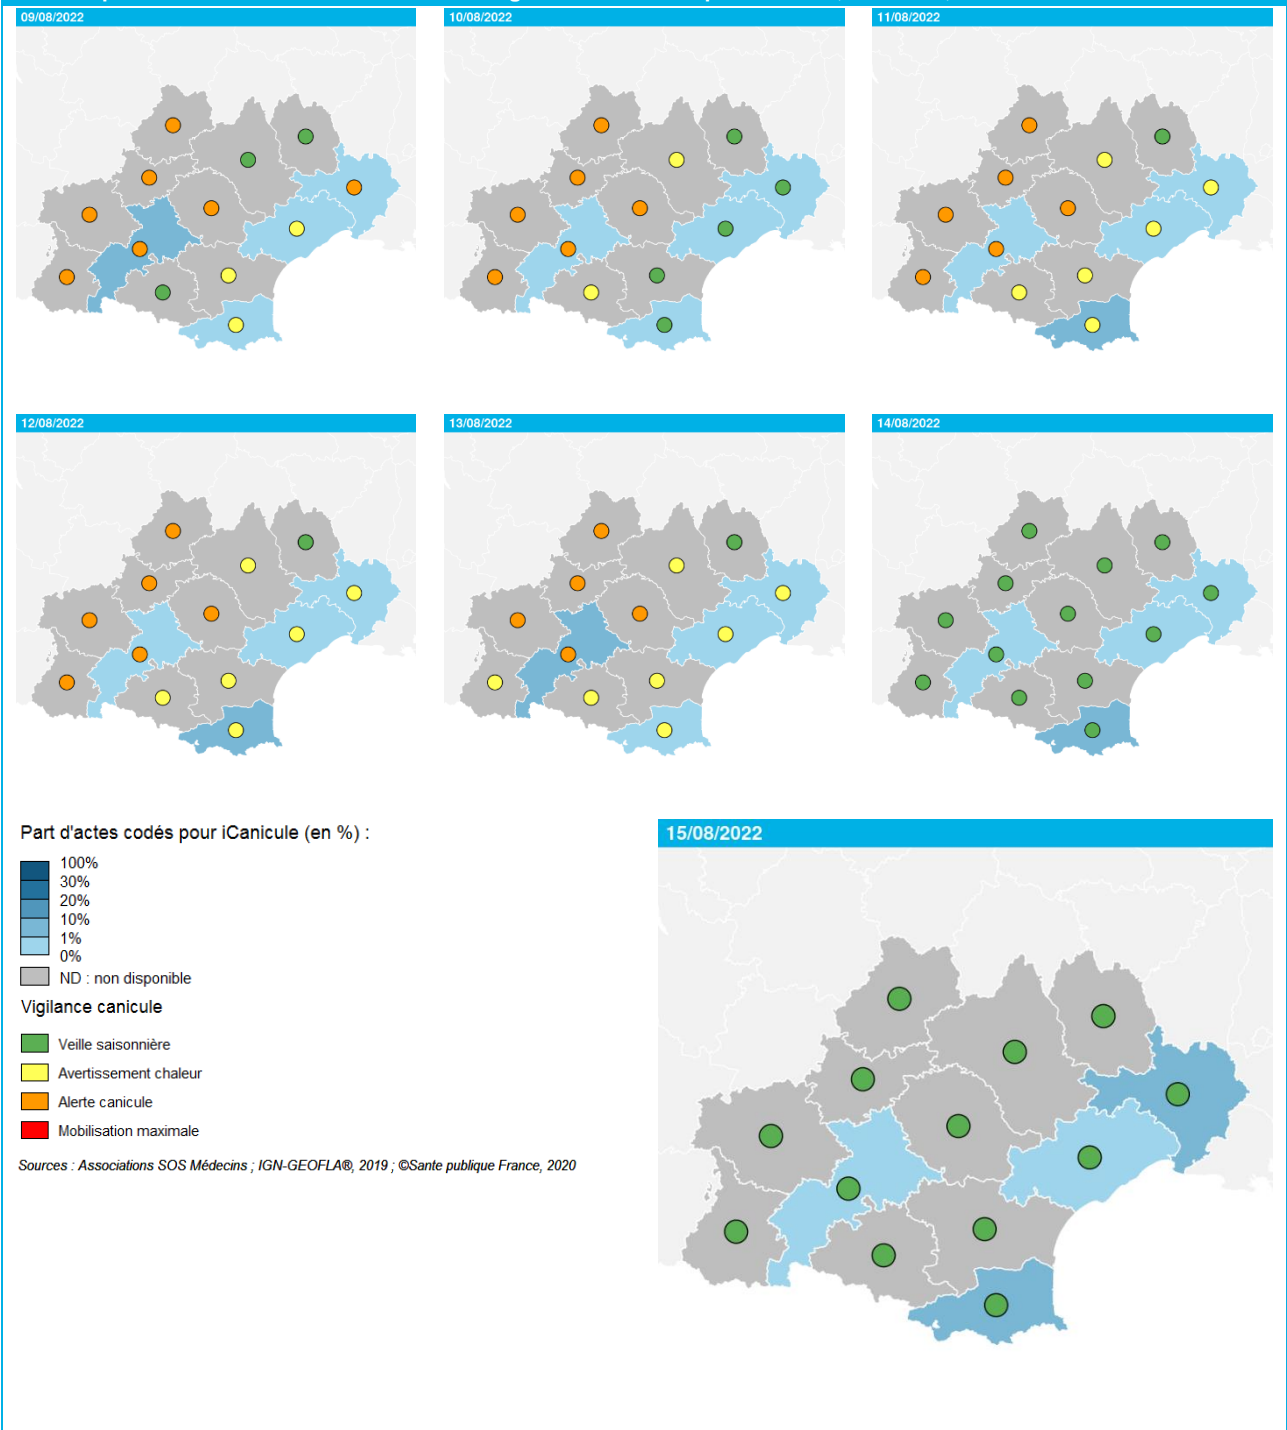 09/08/2022
10/08/2022
11/08/2022
12/08/2022
13/08/2022
14/08/2022
Part d'actes codés pour iCanicule (en %) :
100%
30%
20%
10%
1%
0%
ND : non disponible
Vigilance canicule
Veille saisonnière
Avertissement chaleur
Alerte canicule
Mobilisation maximale
Sources : Associations SOS Médecins ; IGN-GEOFLA®, 2019 ; ©Sante publique France, 2020
15/08/2022